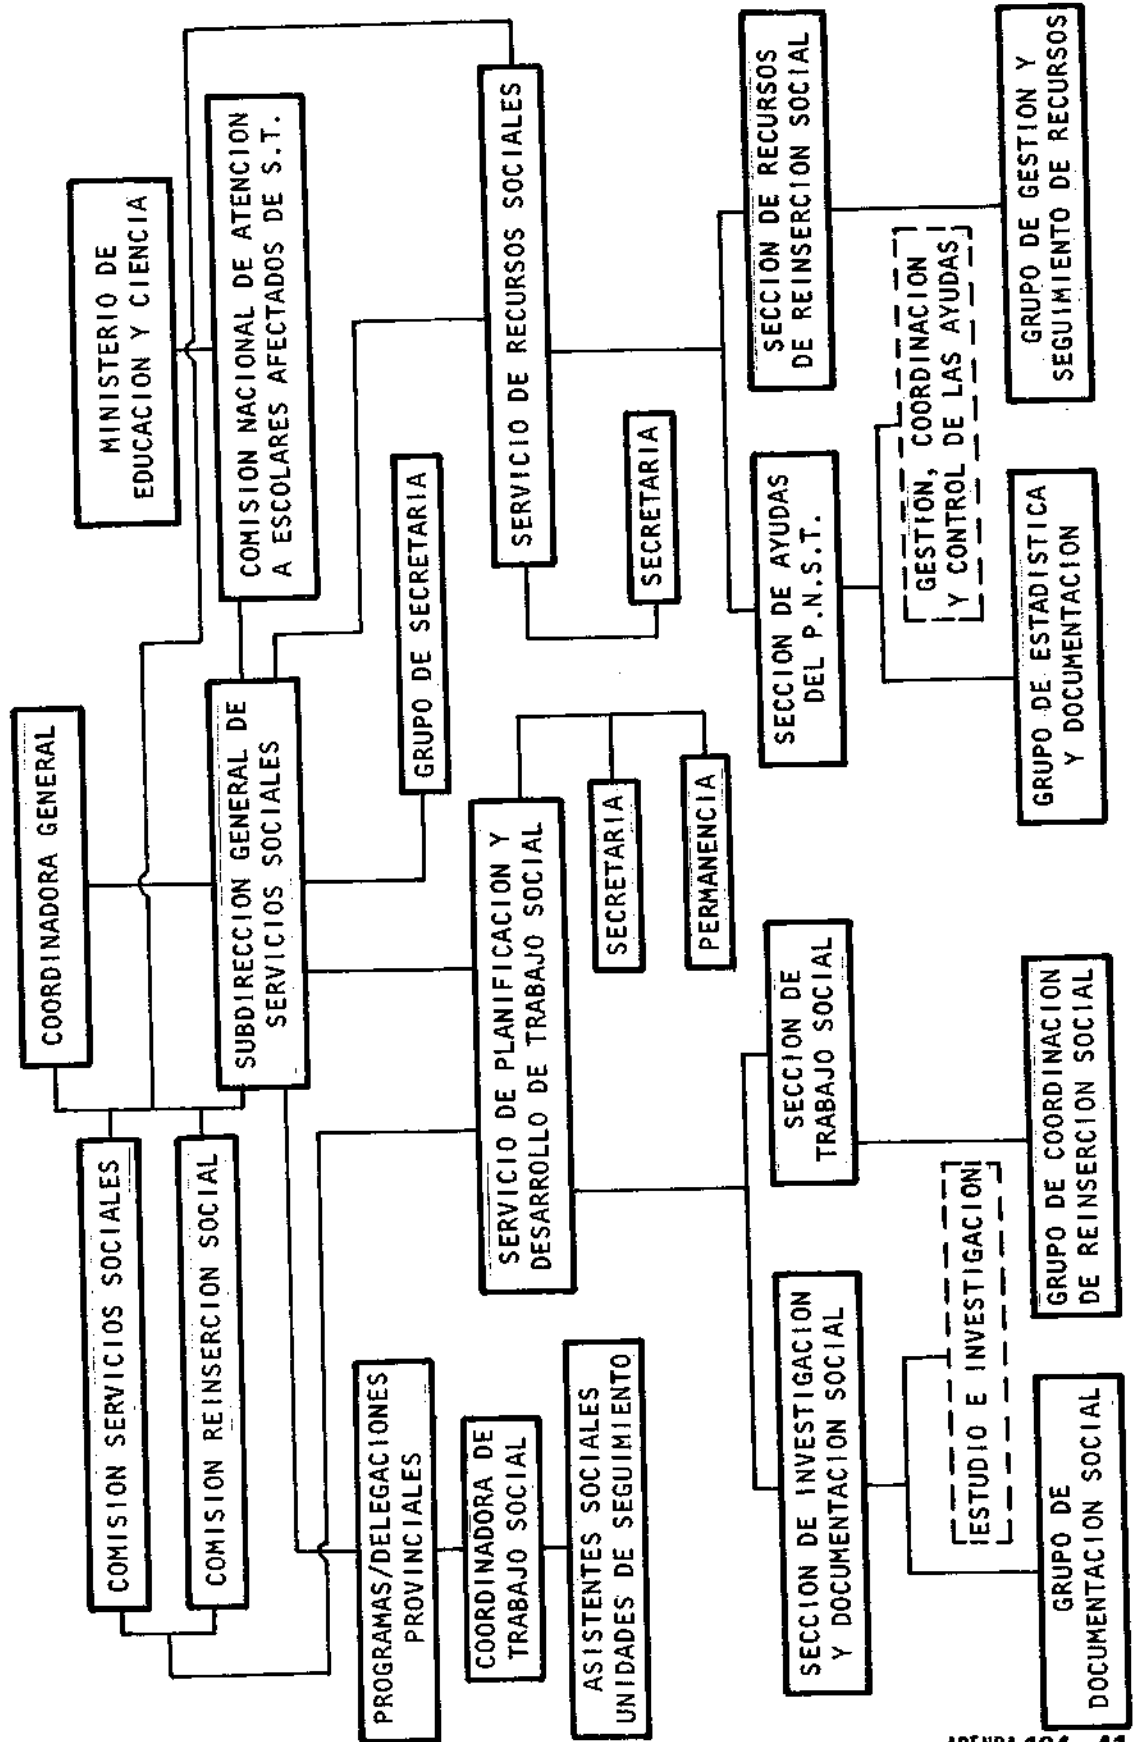 COORDINADORA GENERAL
MINISTERIO DE
EDUCACION Y CIENCIA
COMISION SERVICIOS SOCIALES
COMISION REINSERCION SOCIAL
SUBDIRECCION GENERAL DE
SERVICIOS SOCIALES
COMISION NACIONAL DE ATENCION
A ESCOLARES AFECTADOS DE S.T.
PROGRAMAS/DELEGACIONES
PROVINCIALES
GRUPO DE SECRETARIA
COORDINADORA DE
TRABAJO SOCIAL
SERVICIO DE PLANIFICACION Y
DESARROLLO DE TRABAJO SOCIAL
SERVICIO DE RECURSOS SOCIALES
ASISTENTES SOCIALES
UNIDADES DE SEGUIMIENTO
SECRETARIA
SECRETARIA
PERMANENCIA
SECCION DE INVESTIGACION
Y DOCUMENTACION SOCIAL
SECCION DE
TRABAJO SOCIAL
SECCION DE AYUDAS
DEL P.N.S.T.
SECCION DE RECURSOS
DE REINSERCION SOCIAL
ESTUDIO E INVESTIGACION
GESTION, COORDINACION
Y CONTROL DE LAS AYUDAS
GRUPO DE
DOCUMENTACION SOCIAL
GRUPO DE COORDINACION
DE REINSERCION SOCIAL
GRUPO DE ESTADISTICA
Y DOCUMENTACION
GRUPO DE GESTION Y
SEGUIMIENTO DE RECURSOS